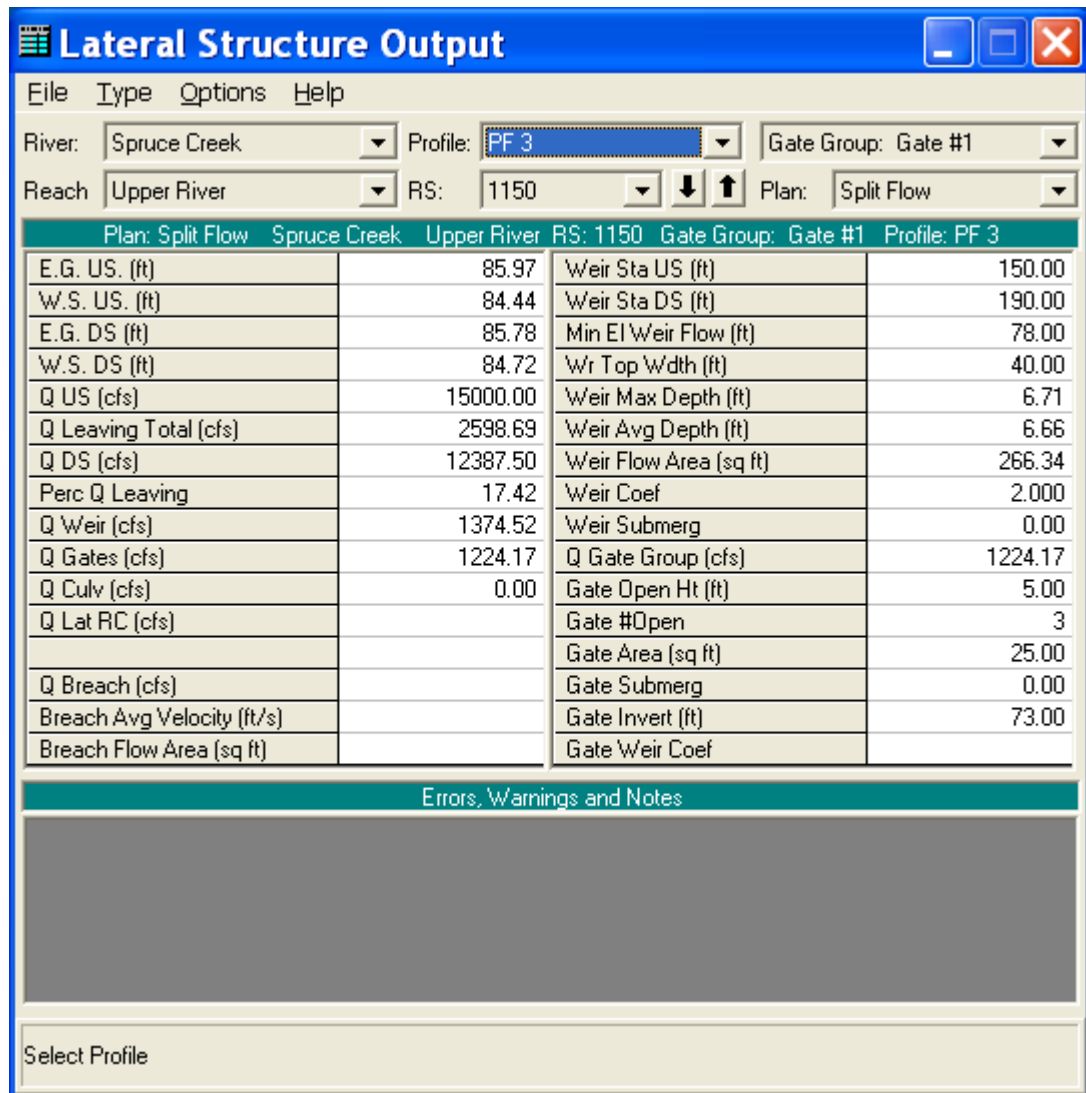 Lateral Structure Output
File Type Options Help
River: Spruce Creek Profile: PF 3 Gate Group: Gate #1
Reach Upper River RS: 1150 Plan: Split Flow
Plan: Split Flow Spruce Creek Upper River RS: 1150 Gate Group: Gate #1 Profile: PF 3
E.G. US. (ft) 85.97 Weir Sta US (ft) 150.00
W.S. US. (ft) 84.44 Weir Sta DS (ft) 190.00
E.G. DS (ft) 85.78 Min El Weir Flow (ft) 78.00
W.S. DS (ft) 84.72 Wr Top Wdth (ft) 40.00
Q US (cfs) 15000.00 Weir Max Depth (ft) 6.71
Q Leaving Total (cfs) 2598.69 Weir Avg Depth (ft) 6.66
Q DS (cfs) 12387.50 Weir Flow Area (sq ft) 266.34
Perc Q Leaving 17.42 Weir Coef 2.000
Q Weir (cfs) 1374.52 Weir Submerg 0.00
Q Gates (cfs) 1224.17 Q Gate Group (cfs) 1224.17
Q Culv (cfs) 0.00 Gate Open Ht (ft) 5.00
Q Lat RC (cfs) Gate #Open 3
Gate Area (sq ft) 25.00
Q Breach (cfs) Gate Submerg 0.00
Breach Avg Velocity (ft/s) Gate Invert (ft) 73.00
Breach Flow Area (sq ft) Gate Weir Coef
Errors, Warnings and Notes
Select Profile